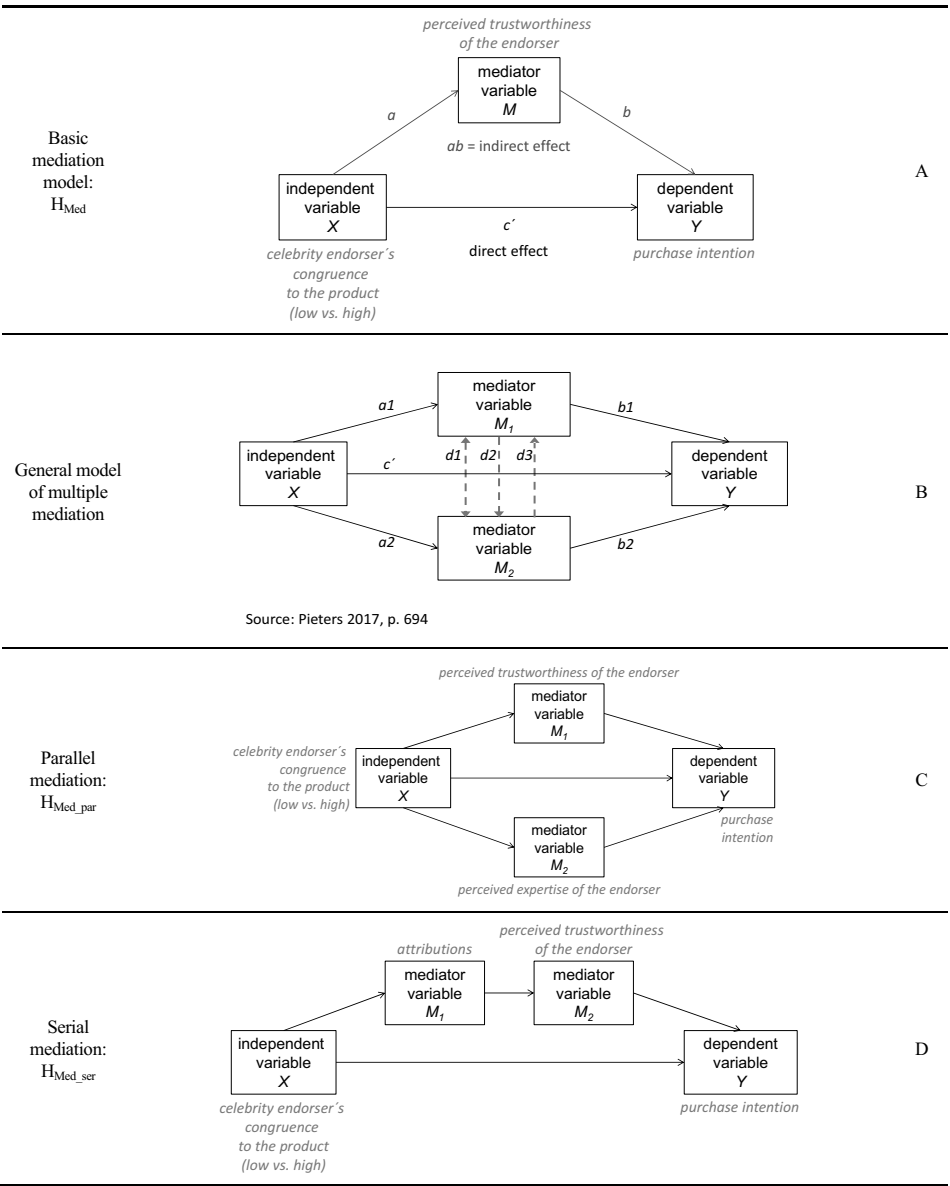 Basic
mediation
model:
H_Med
perceived trustworthiness
of the endorser
mediator
variable
M
a
b
ab = indirect effect
independent
variable
X
dependent
variable
Y
c´
direct effect
celebrity endorser´s
congruence
to the product
(low vs. high)
purchase intention
A
General model
of multiple
mediation
mediator
variable
M1
a1
b1
independent
variable
X
c´
d1
d2
d3
dependent
variable
Y
a2
b2
mediator
variable
M2
B
Source: Pieters 2017, p. 694
Parallel
mediation:
H_Med_par
perceived trustworthiness of the endorser
mediator
variable
M1
celebrity endorser´s
congruence
to the product
(low vs. high)
independent
variable
X
dependent
variable
Y
purchase
intention
mediator
variable
M2
perceived expertise of the endorser
C
Serial
mediation:
H_Med_ser
attributions
perceived trustworthiness
of the endorser
mediator
variable
M1
mediator
variable
M2
independent
variable
X
dependent
variable
Y
celebrity endorser´s
congruence
to the product
(low vs. high)
purchase intention
D